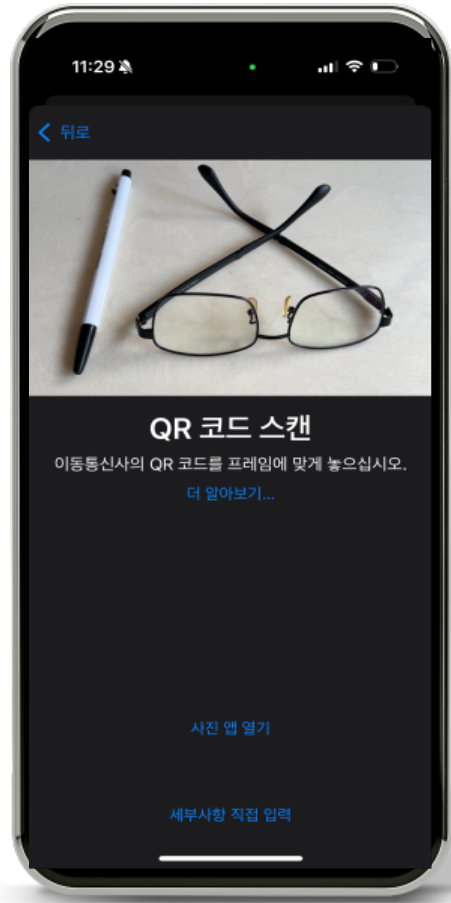 11:29
뒤로
QR 코드 스캔
이동통신사의 QR 코드를 프레임에 맞게 놓으십시오.
더 알아보기...
사진 앱 열기
세부사항 직접 입력